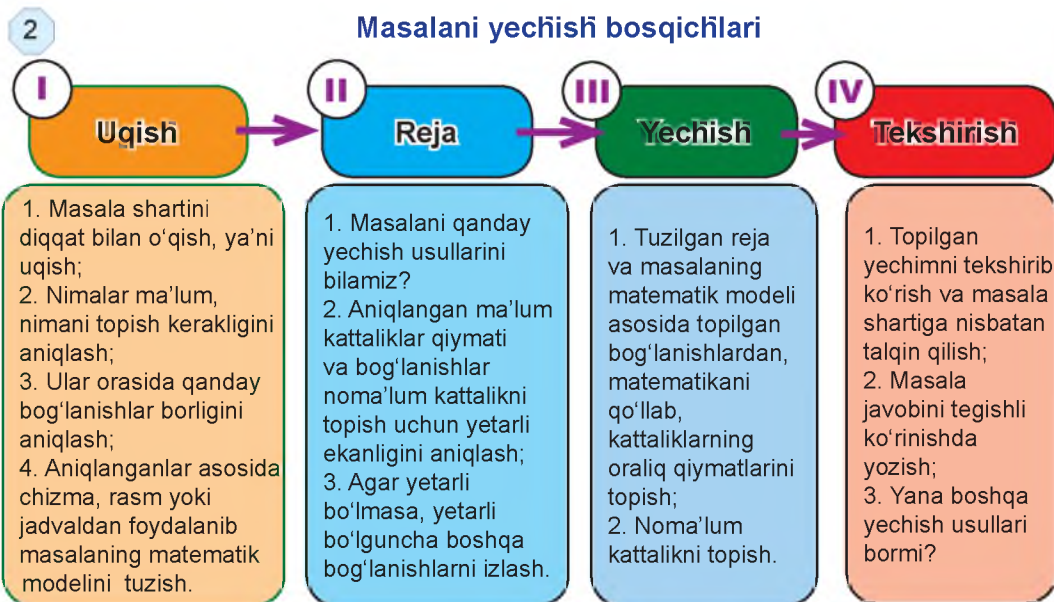 2
Masalani yechish bosqichlari
I
Uqish
II
Reja
III
Yechish
IV
Tekshirish
1. Masala shartini
diqqat bilan o‘qish, ya’ni
uqish;
2. Nimalar ma’lum,
nimani topish kerakligini
aniqlash;
3. Ular orasida qanday
bog‘lanishlar borligini
aniqlash;
4. Aniqlanganlar asosida
chizma, rasm yoki
jadvaldan foydalanib
masalaning matematik
modelini tuzish.
1. Masalani qanday
yechish usullarini
bilamiz?
2. Aniqlangan ma’lum
kattaliklar qiymati
va bog‘lanishlar
noma’lum kattalikni
topish uchun yetarli
ekanligini aniqlash;
3. Agar yetarli
bo‘lmasa, yetarli
bo‘lguncha boshqa
bog‘lanishlarni izlash.
1. Tuzilgan reja
va masalaning
matematik modeli
asosida topilgan
bog‘lanishlardan,
matematikani
qo‘llab,
kattaliklarning
oraliq qiymatlarini
topish;
2. Noma’lum
kattalikni topish.
1. Topilgan
yechimni tekshirib
ko‘rish va masala
shartiga nisbatan
talqin qilish;
2. Masala
javobini tegishli
ko‘rinishda
yozish;
3. Yana boshqa
yechish usullari
bormi?